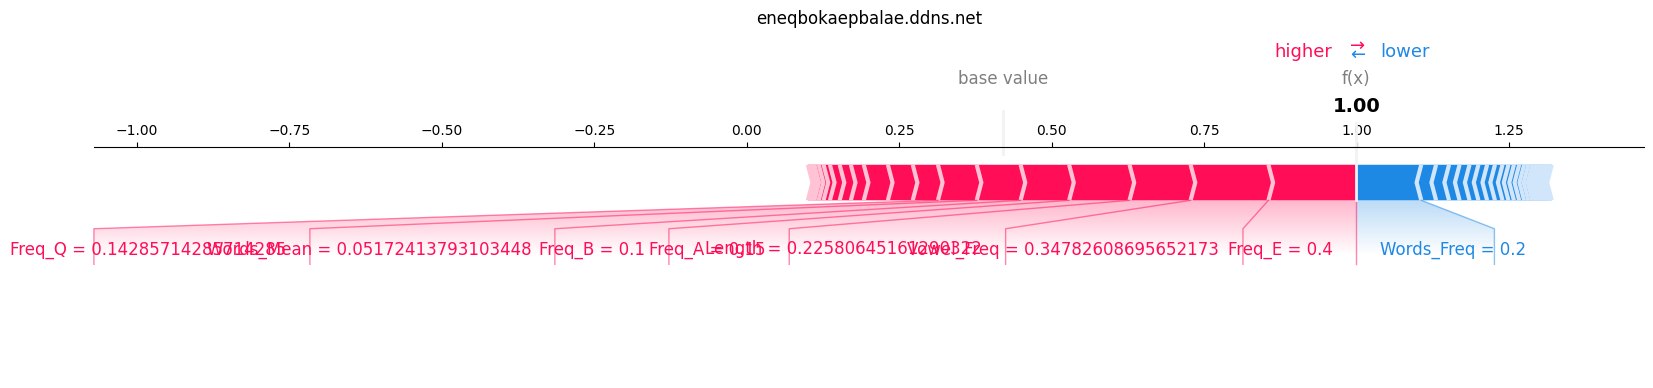 eneqbokaepbalae.ddns.net
higher → ← lower
base value f(x)
1.00
−1.00 −0.75 −0.50 −0.25 0.00 0.25 0.50 0.75 1.00 1.25
Freq_Q = 0.14285714285714285 Words_Mean = 0.05172413793103448 Freq_B = 0.1 Freq_A = 0.15 Length = 0.22580645161290322 Vowel_Freq = 0.34782608695652173 Freq_E = 0.4 Words_Freq = 0.2